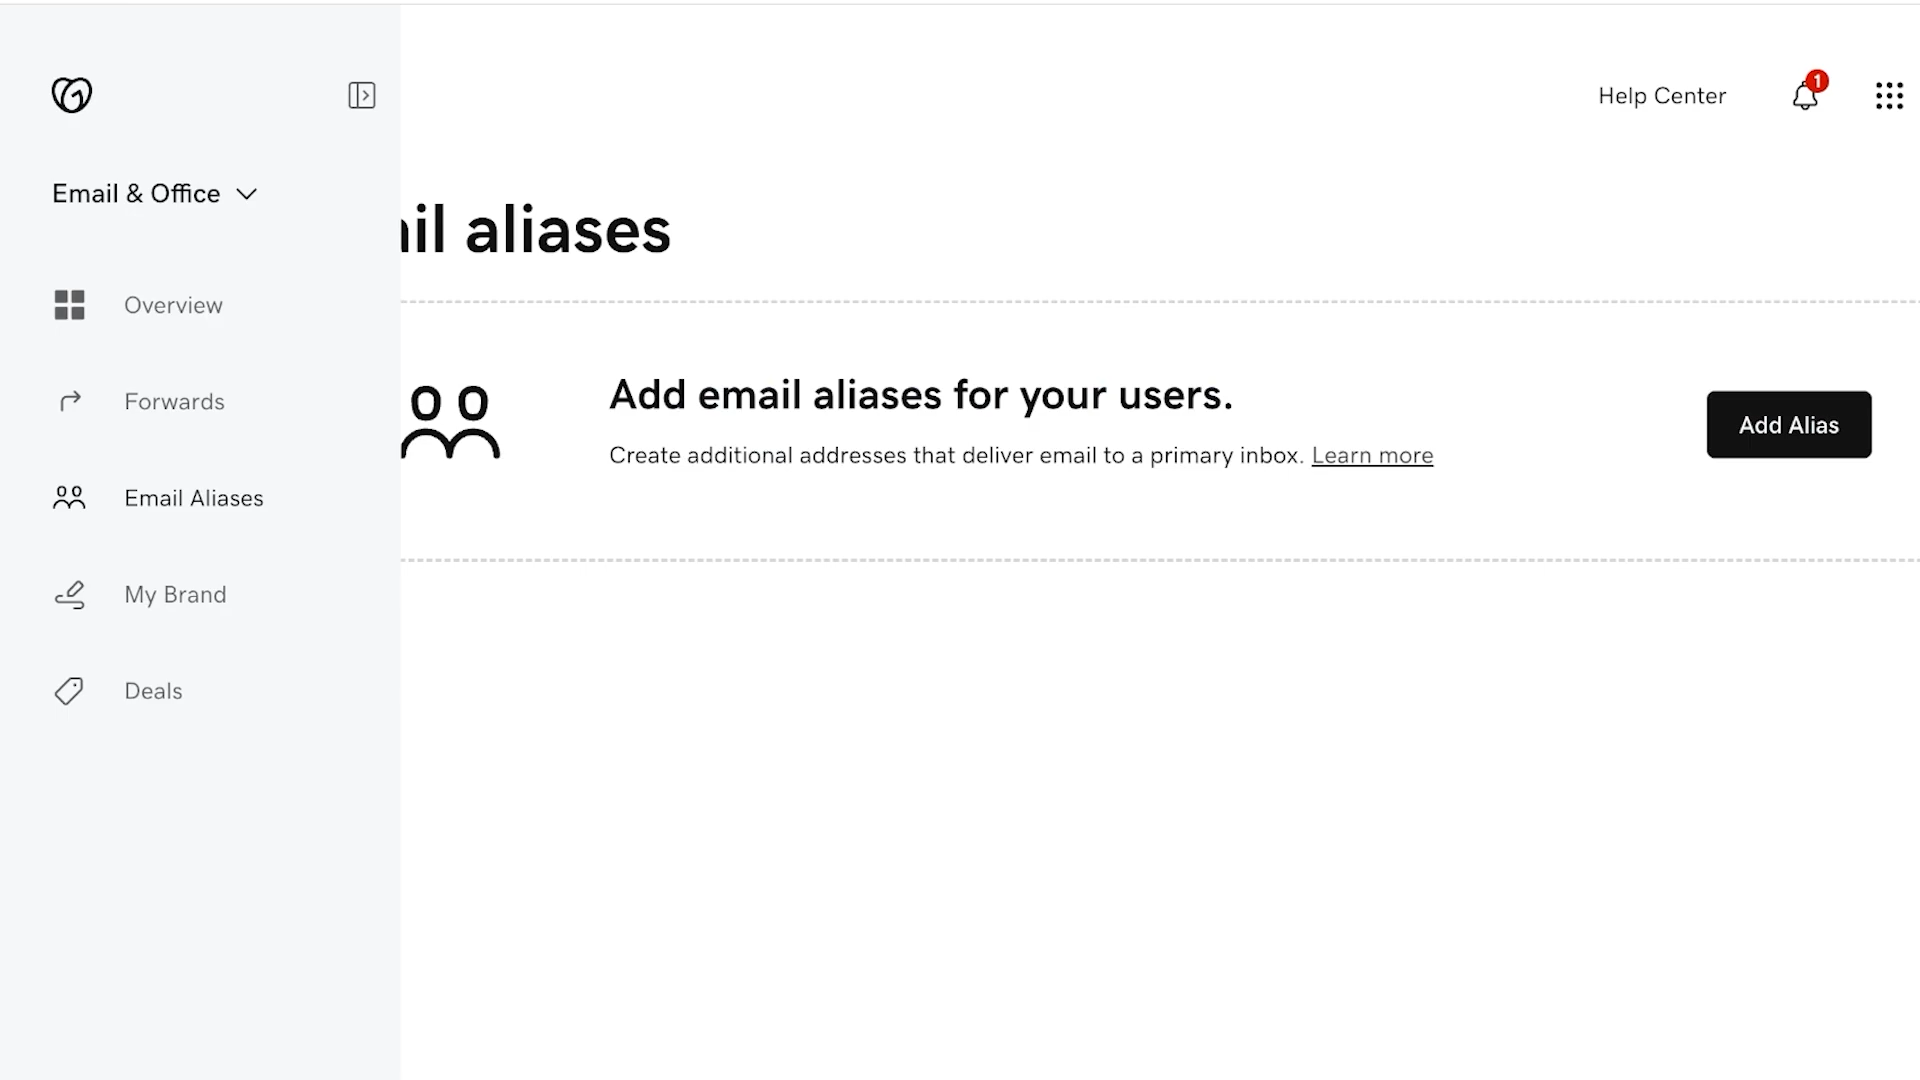 Help Center
1
Email & Office
il aliases
Overview
Forwards
Email Aliases
My Brand
Deals
Add email aliases for your users.
Create additional addresses that deliver email to a primary inbox. Learn more
Add Alias